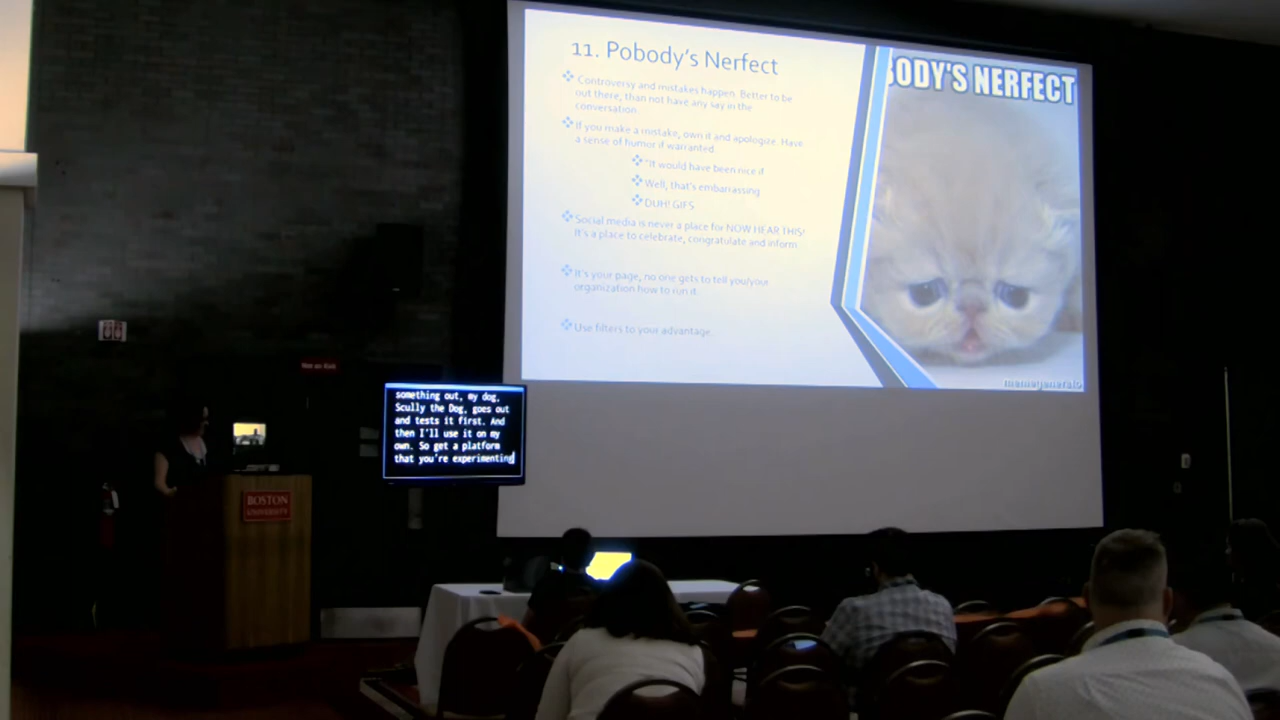 11. Pobody's Nerfect
Controversy and mistakes happen. Better to be
out there, than not have any say in the
conversation.
If you make a mistake, own it and apologize. Have
a sense of humor if warranted.
"It would have been nice if
Well, that's embarrassing
DUH! GIFS
Social media is never a place for NOW HEAR THIS!
It's a place to celebrate, congratulate and inform
It's your page, no one gets to tell you/your
organization how to run it.
Use filters to your advantage.
BODY'S NERFECT
memegenerato
something out, my dog,
Scully the Dog, goes out
and tests it first. And
then I'll use it on my
own. So get a platform
that you're experimenting
BOSTON
UNIVERSITY